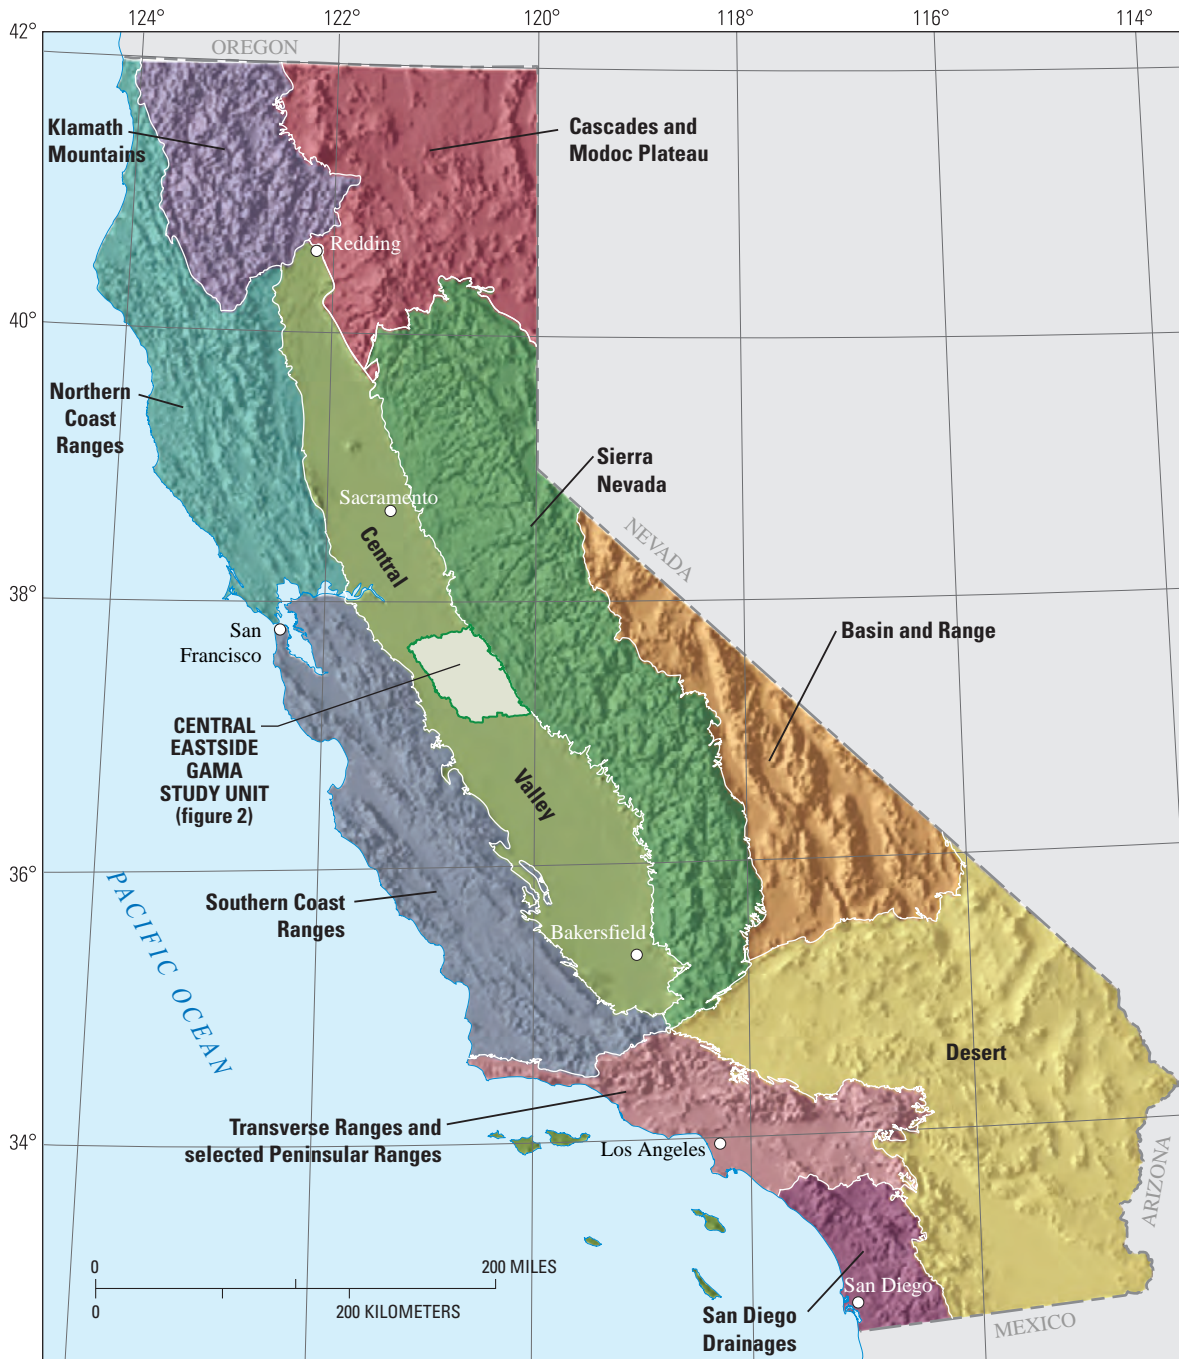 124°
122°
120°
118°
116°
114°
42°
OREGON
Klamath
Mountains
Cascades and
Modoc Plateau
Redding
40°
Northern
Coast
Ranges
Sierra
Nevada
Sacramento
NEVADA
Central
38°
San
Francisco
Basin and Range
CENTRAL
EASTSIDE
GAMA
STUDY UNIT
(figure 2)
Valley
36°
PACIFIC OCEAN
Southern Coast
Ranges
Bakersfield
Desert
34°
Transverse Ranges and
selected Peninsular Ranges
Los Angeles
ARIZONA
0
200 MILES
0
200 KILOMETERS
San Diego
San Diego
Drainages
MEXICO